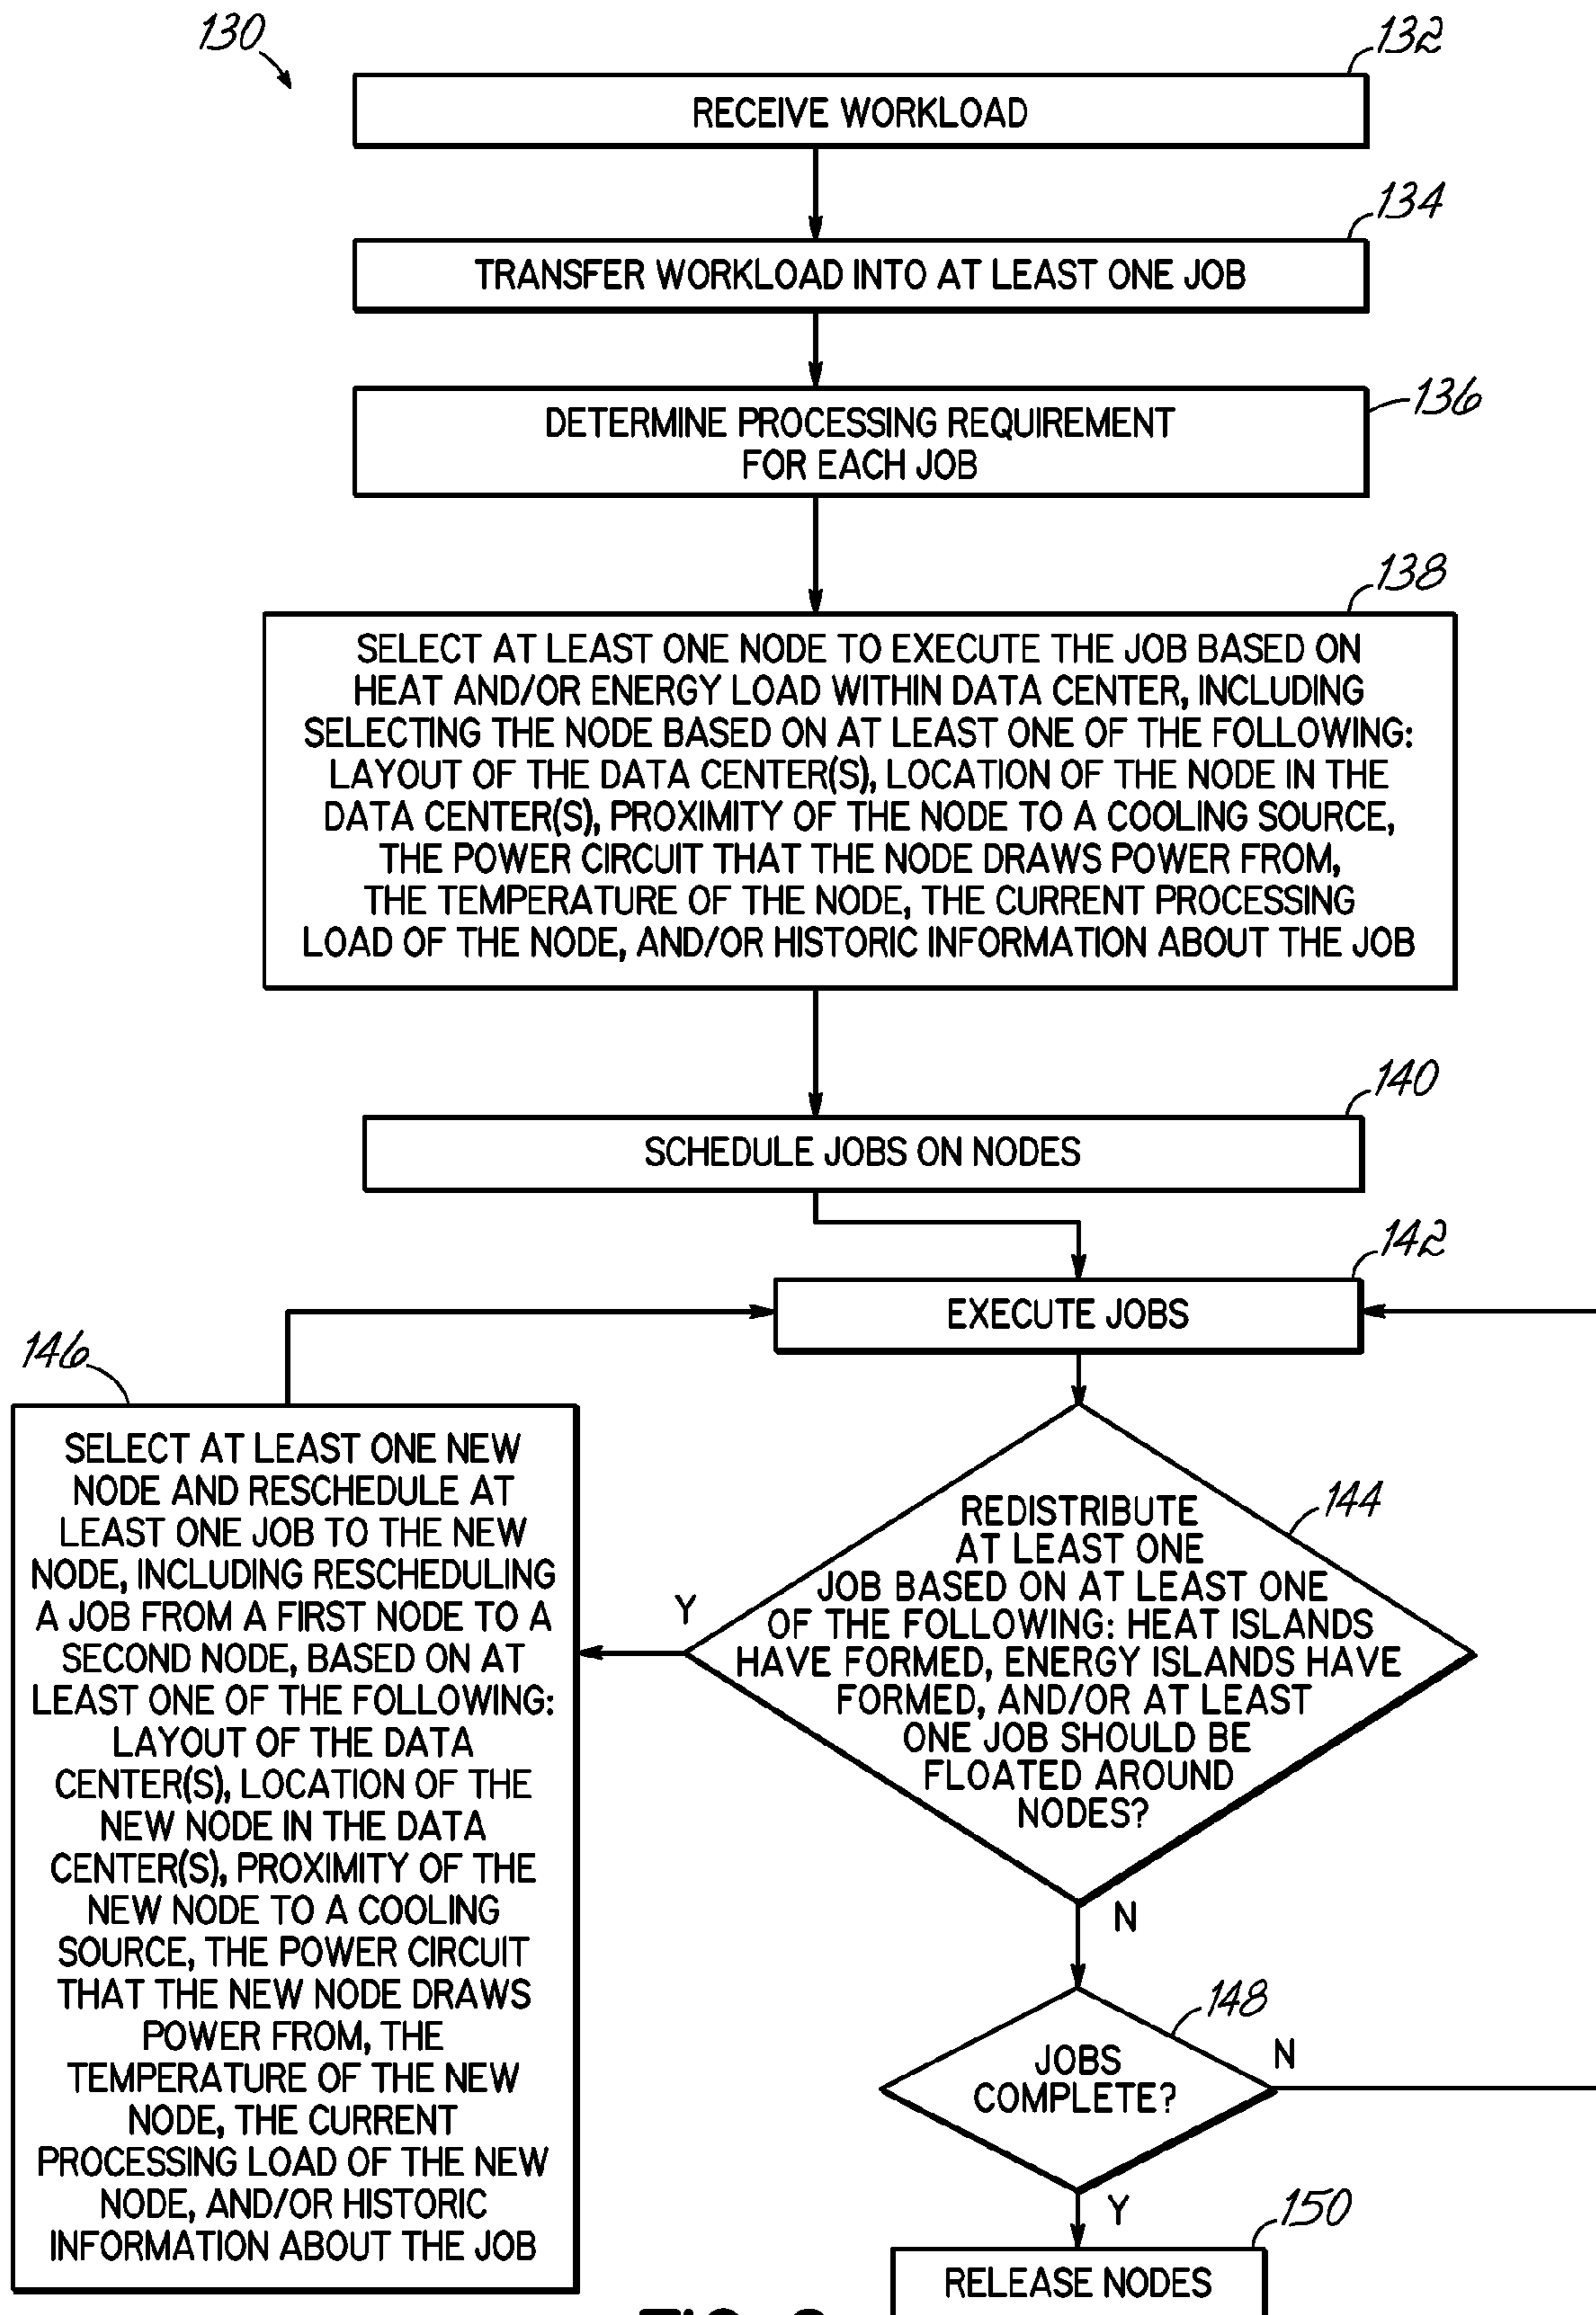 130
132
RECEIVE WORKLOAD
134
TRANSFER WORKLOAD INTO AT LEAST ONE JOB
136
DETERMINE PROCESSING REQUIREMENT
FOR EACH JOB
138
SELECT AT LEAST ONE NODE TO EXECUTE THE JOB BASED ON
HEAT AND/OR ENERGY LOAD WITHIN DATA CENTER, INCLUDING
SELECTING THE NODE BASED ON AT LEAST ONE OF THE FOLLOWING:
LAYOUT OF THE DATA CENTER(S), LOCATION OF THE NODE IN THE
DATA CENTER(S), PROXIMITY OF THE NODE TO A COOLING SOURCE,
THE POWER CIRCUIT THAT THE NODE DRAWS POWER FROM,
THE TEMPERATURE OF THE NODE, THE CURRENT PROCESSING
LOAD OF THE NODE, AND/OR HISTORIC INFORMATION ABOUT THE JOB
140
SCHEDULE JOBS ON NODES
142
EXECUTE JOBS
146
SELECT AT LEAST ONE NEW
NODE AND RESCHEDULE AT
LEAST ONE JOB TO THE NEW
NODE, INCLUDING RESCHEDULING
A JOB FROM A FIRST NODE TO A
SECOND NODE, BASED ON AT
LEAST ONE OF THE FOLLOWING:
LAYOUT OF THE DATA
CENTER(S), LOCATION OF THE
NEW NODE IN THE DATA
CENTER(S), PROXIMITY OF THE
NEW NODE TO A COOLING
SOURCE, THE POWER CIRCUIT
THAT THE NEW NODE DRAWS
POWER FROM, THE
TEMPERATURE OF THE NEW
NODE, THE CURRENT
PROCESSING LOAD OF THE NEW
NODE, AND/OR HISTORIC
INFORMATION ABOUT THE JOB
144
REDISTRIBUTE
AT LEAST ONE
JOB BASED ON AT LEAST ONE
OF THE FOLLOWING: HEAT ISLANDS
HAVE FORMED, ENERGY ISLANDS HAVE
FORMED, AND/OR AT LEAST
ONE JOB SHOULD BE
FLOATED AROUND
NODES?
Y
N
148
JOBS
COMPLETE?
N
Y
150
RELEASE NODES